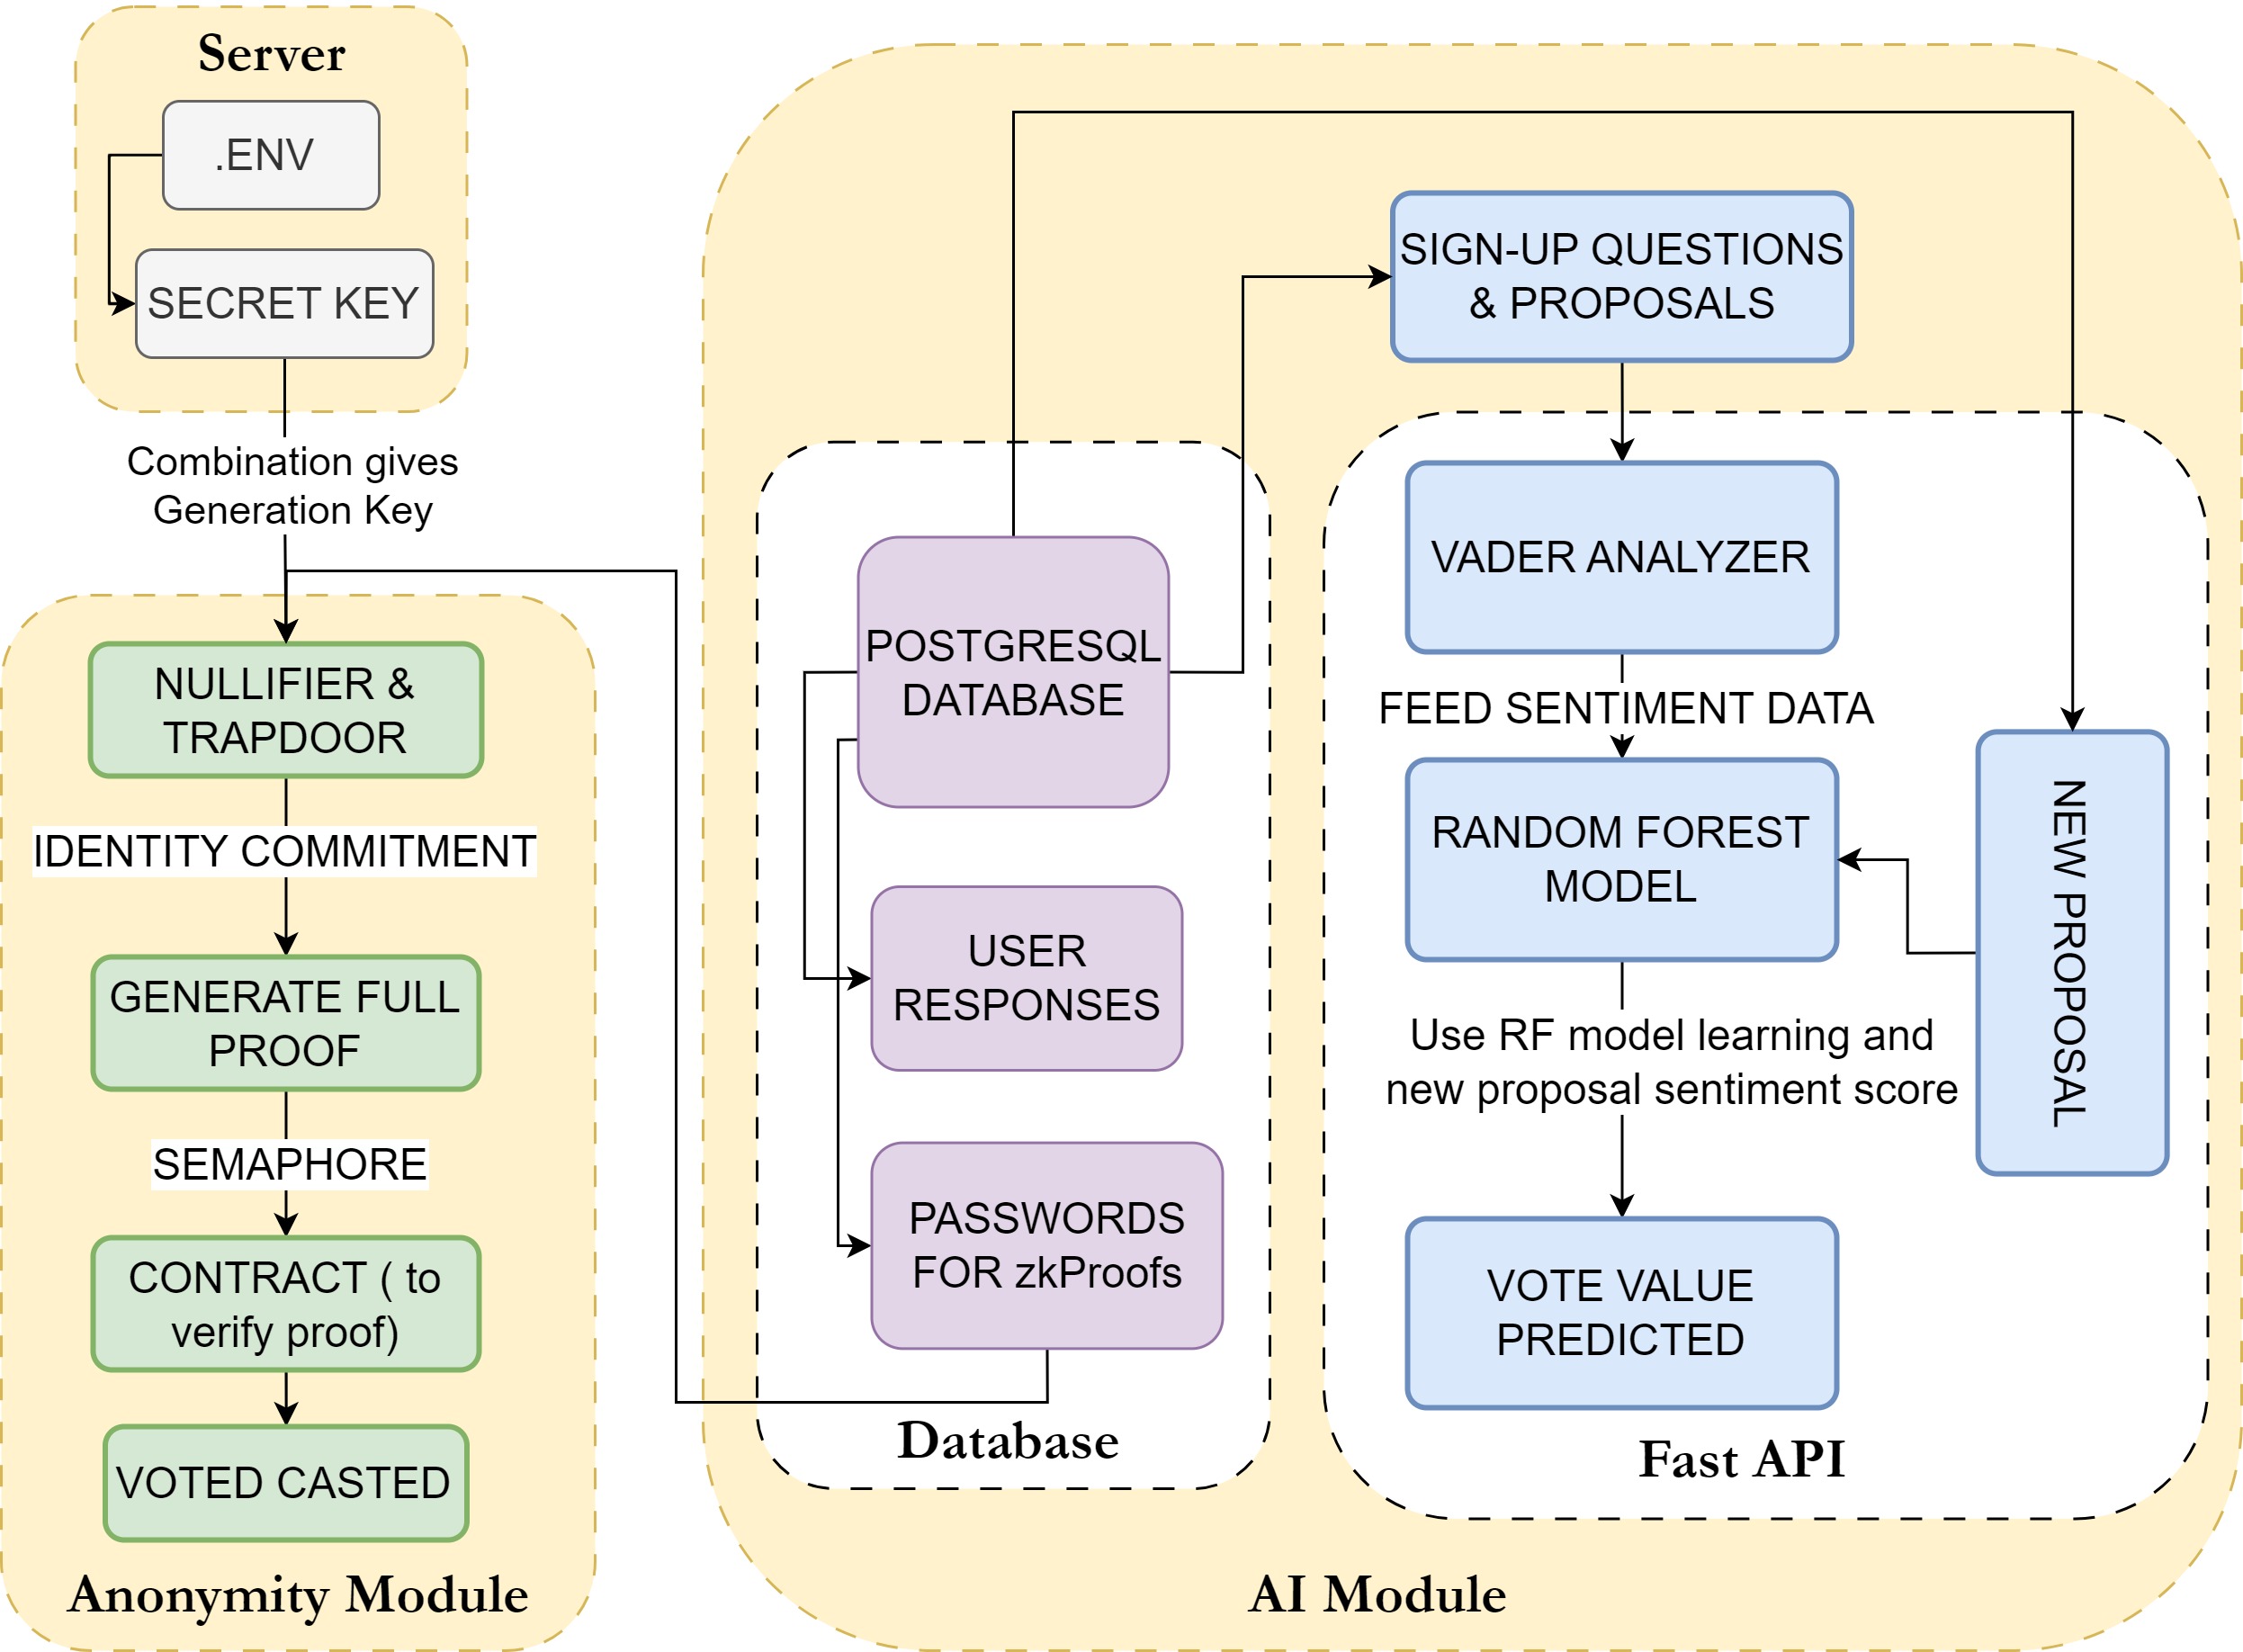 Server
.ENV
SECRET KEY
Combination gives
Generation Key
NULLIFIER &
TRAPDOOR
IDENTITY COMMITMENT
GENERATE FULL
PROOF
SEMAPHORE
CONTRACT ( to
verify proof)
VOTED CASTED
Anonymity Module
POSTGRESQL
DATABASE
USER
RESPONSES
PASSWORDS
FOR zkProofs
Database
SIGN-UP QUESTIONS
& PROPOSALS
VADER ANALYZER
FEED SENTIMENT DATA
RANDOM FOREST
MODEL
NEW PROPOSAL
Use RF model learning and
new proposal sentiment score
VOTE VALUE
PREDICTED
Fast API
AI Module